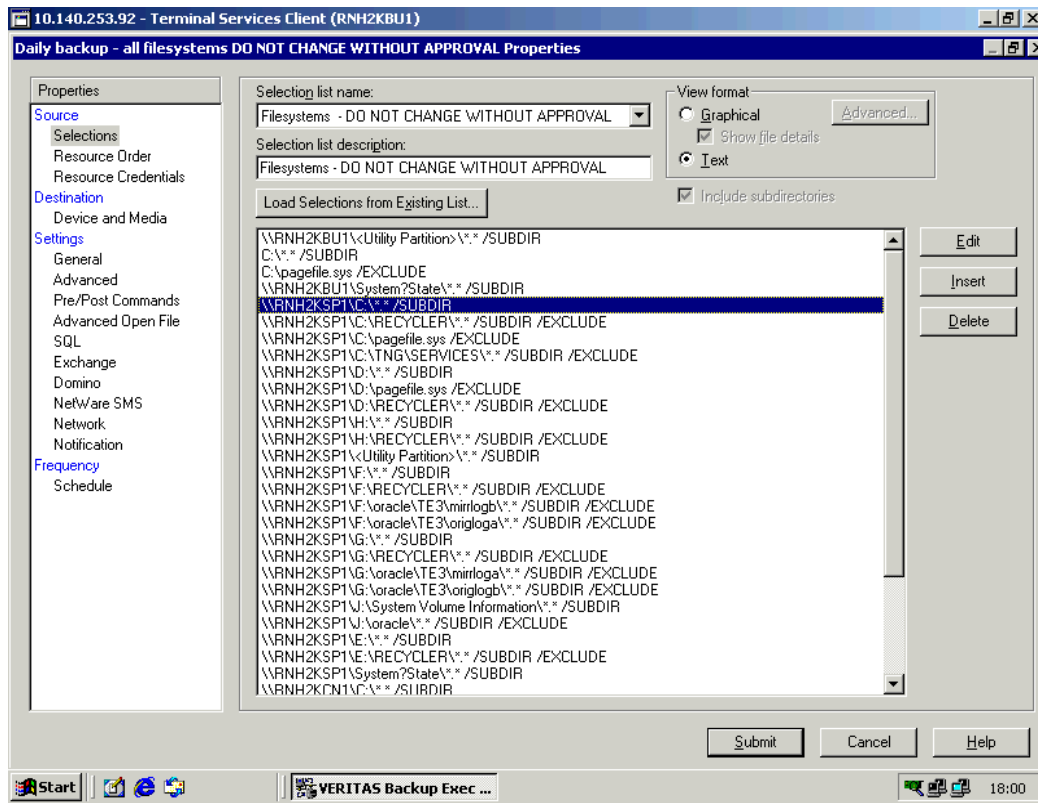 10.140.253.92 - Terminal Services Client (RNH2KBU1)
Daily backup - all filesystems DO NOT CHANGE WITHOUT APPROVAL Properties
Properties
Source
Selections
Resource Order
Resource Credentials
Destination
Device and Media
Settings
General
Advanced
Pre/Post Commands
Advanced Open File
SQL
Exchange
Domino
NetWare SMS
Network
Notification
Frequency
Schedule
Selection list name:
Filesystems - DO NOT CHANGE WITHOUT APPROVAL
Selection list description:
Filesystems - DO NOT CHANGE WITHOUT APPROVAL
Load Selections from Existing List...
View format
Graphical
Advanced...
Show file details
Text
Include subdirectories
\\RNH2KBU1\<Utility Partition>\*.* /SUBDIR
C:\*.* /SUBDIR
C:\pagefile.sys /EXCLUDE
\\RNH2KBU1\System?State\*.* /SUBDIR
\\RNH2KSP1\C:\*.* /SUBDIR
\\RNH2KSP1\C:\RECYCLER\*.* /SUBDIR /EXCLUDE
\\RNH2KSP1\C:\pagefile.sys /EXCLUDE
\\RNH2KSP1\C:\TNG\SERVICES\*.* /SUBDIR /EXCLUDE
\\RNH2KSP1\D:\*.* /SUBDIR
\\RNH2KSP1\D:\pagefile.sys /EXCLUDE
\\RNH2KSP1\D:\RECYCLER\*.* /SUBDIR /EXCLUDE
\\RNH2KSP1\H:\*.* /SUBDIR
\\RNH2KSP1\H:\RECYCLER\*.* /SUBDIR /EXCLUDE
\\RNH2KSP1\<Utility Partition>\*.* /SUBDIR
\\RNH2KSP1\F:\*.* /SUBDIR
\\RNH2KSP1\F:\RECYCLER\*.* /SUBDIR /EXCLUDE
\\RNH2KSP1\F:\oracle\TE3\mirrlogb\*.* /SUBDIR /EXCLUDE
\\RNH2KSP1\F:\oracle\TE3\origloga\*.* /SUBDIR /EXCLUDE
\\RNH2KSP1\G:\*.* /SUBDIR
\\RNH2KSP1\G:\RECYCLER\*.* /SUBDIR /EXCLUDE
\\RNH2KSP1\G:\oracle\TE3\mirrloga\*.* /SUBDIR /EXCLUDE
\\RNH2KSP1\G:\oracle\TE3\origlogb\*.* /SUBDIR /EXCLUDE
\\RNH2KSP1\J:\System Volume Information\*.* /SUBDIR
\\RNH2KSP1\J:\oracle\*.* /SUBDIR /EXCLUDE
\\RNH2KSP1\E:\*.* /SUBDIR
\\RNH2KSP1\E:\RECYCLER\*.* /SUBDIR /EXCLUDE
\\RNH2KSP1\System?State\*.* /SUBDIR
\\RNH2KCN1\C:\*.* /SUBDIR
Edit
Insert
Delete
Submit
Cancel
Help
Start
VERITAS Backup Exec ...
18:00